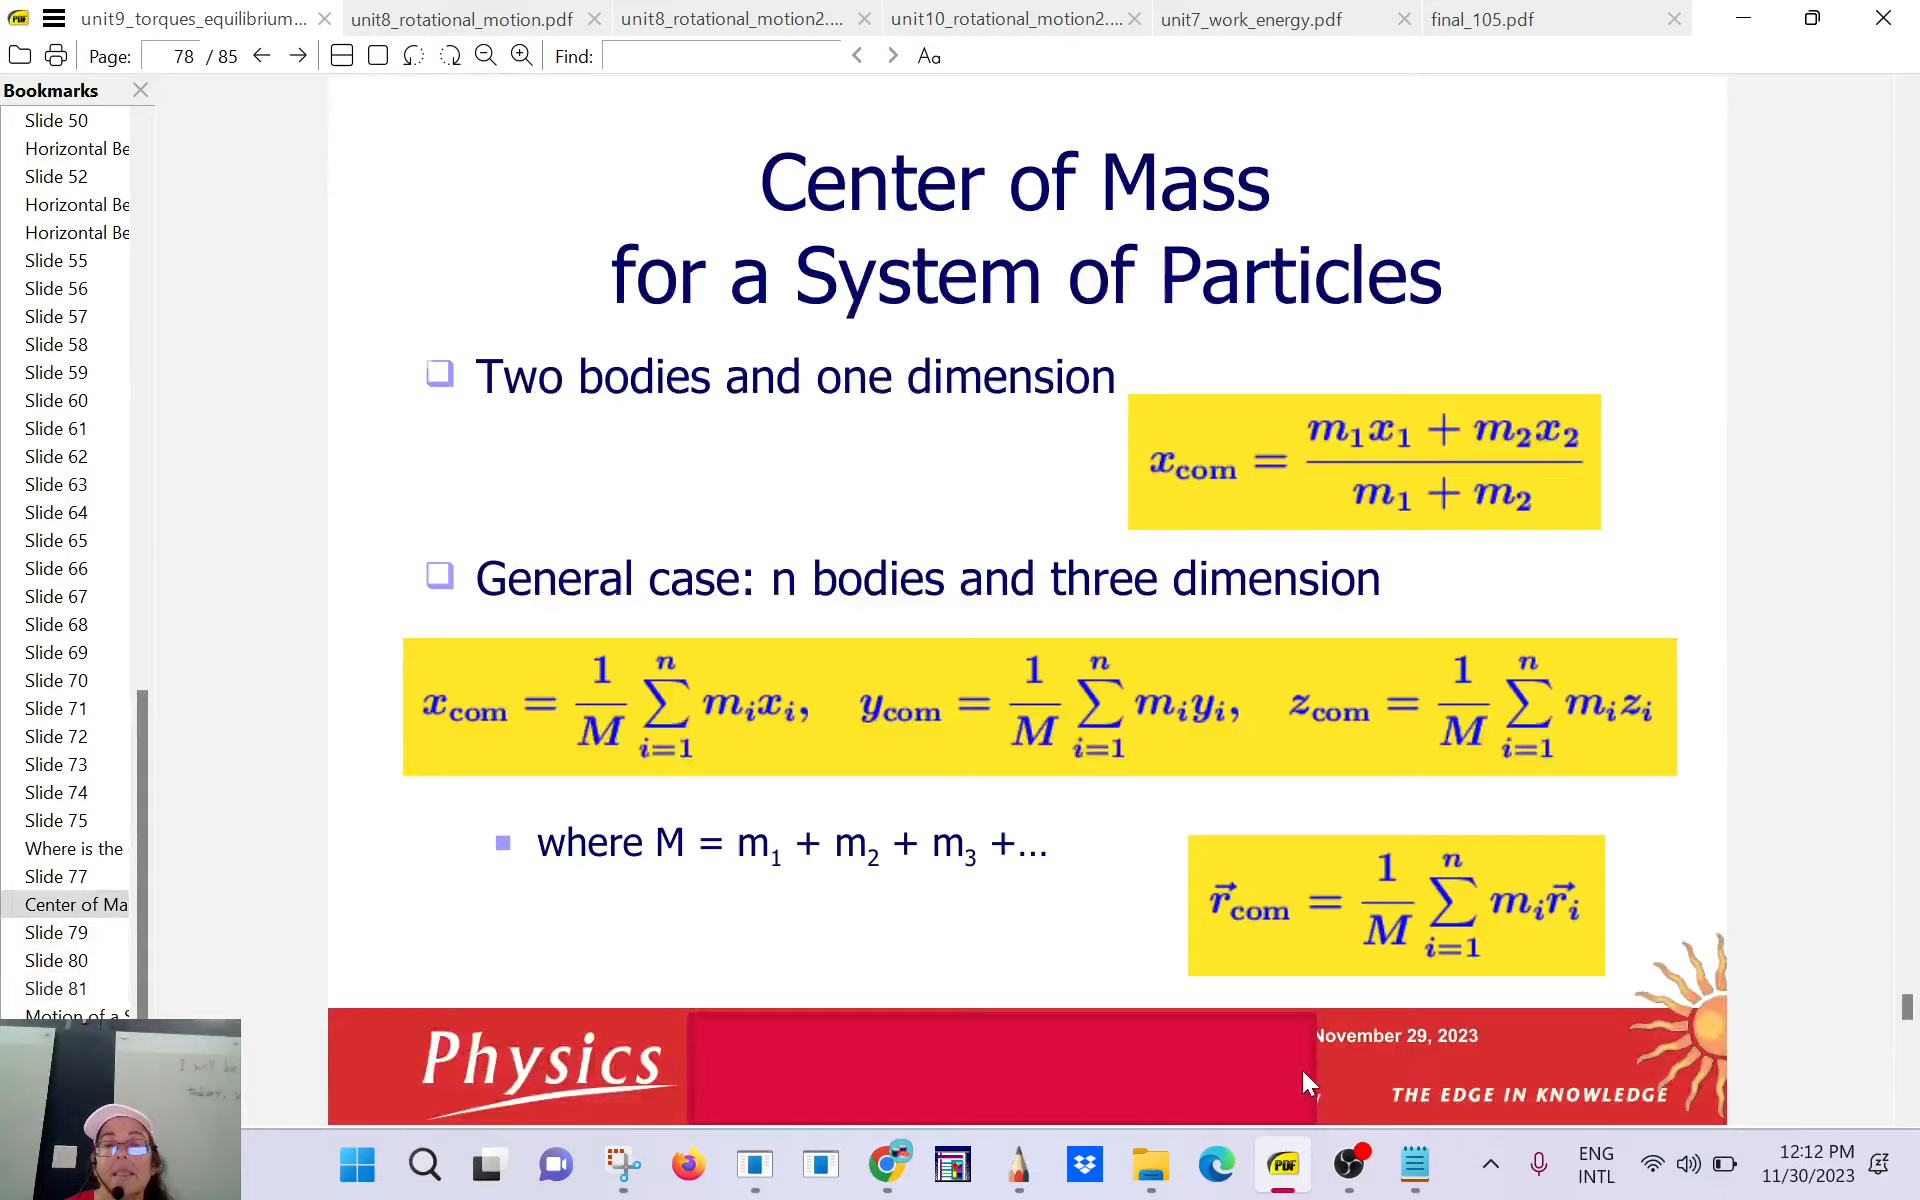 unit9_torques_equilibrium...
unit8_rotational_motion.pdf
unit8_rotational_motion2....
unit10_rotational_motion2....
unit7_work_energy.pdf
final_105.pdf
Page: 78 / 85
Find:
Aa
Bookmarks
Slide 50
Horizontal Be
Slide 52
Horizontal Be
Horizontal Be
Slide 55
Slide 56
Slide 57
Slide 58
Slide 59
Slide 60
Slide 61
Slide 62
Slide 63
Slide 64
Slide 65
Slide 66
Slide 67
Slide 68
Slide 69
Slide 70
Slide 71
Slide 72
Slide 73
Slide 74
Slide 75
Where is the
Slide 77
Center of Ma
Slide 79
Slide 80
Slide 81
Motion of a S
Center of Mass
for a System of Particles
Two bodies and one dimension
x_com = (m₁x₁ + m₂x₂) / (m₁ + m₂)
General case: n bodies and three dimension
x_com = 1/M ∑_{i=1}^{n} m_i x_i, y_com = 1/M ∑_{i=1}^{n} m_i y_i, z_com = 1/M ∑_{i=1}^{n} m_i z_i
where M = m₁ + m₂ + m₃ +...
r⃗_com = 1/M ∑_{i=1}^{n} m_i r⃗_i
Physics
November 29, 2023
THE EDGE IN KNOWLEDGE
I will be
today,
PDF
ENG
INTL
12:12 PM
11/30/2023